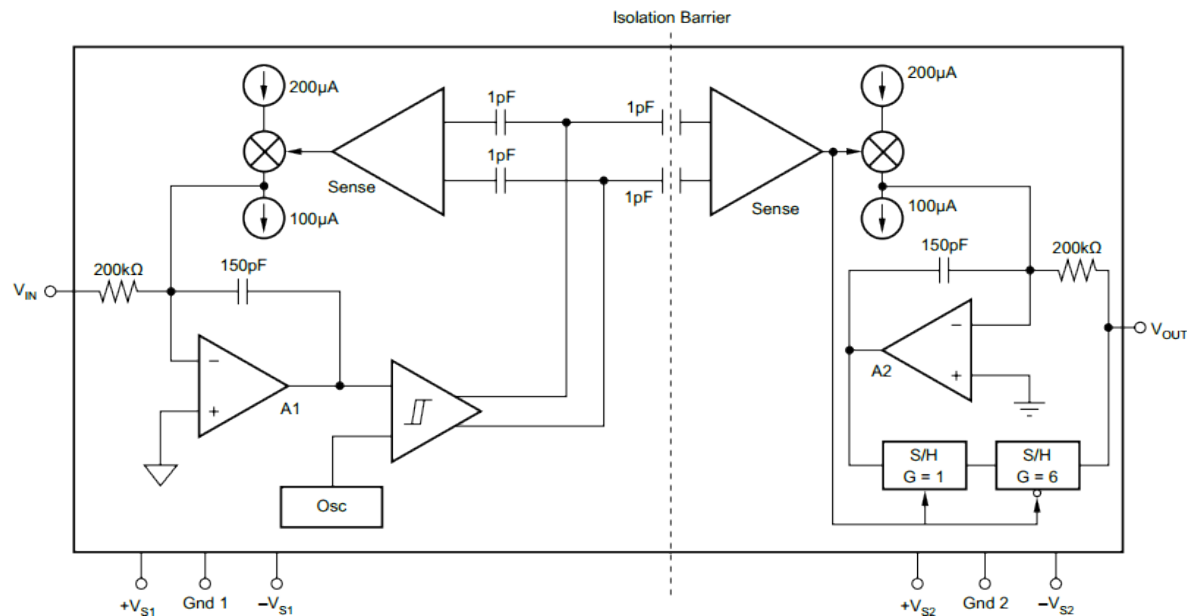 Isolation Barrier
200µA
200µA
1pF
1pF
1pF
1pF
Sense
Sense
100µA
100µA
200kΩ
150pF
150pF
200kΩ
V_IN
V_OUT
−
+
A1
−
+
A2
Osc
S/H
G = 1
S/H
G = 6
+V_S1
Gnd 1
−V_S1
+V_S2
Gnd 2
−V_S2